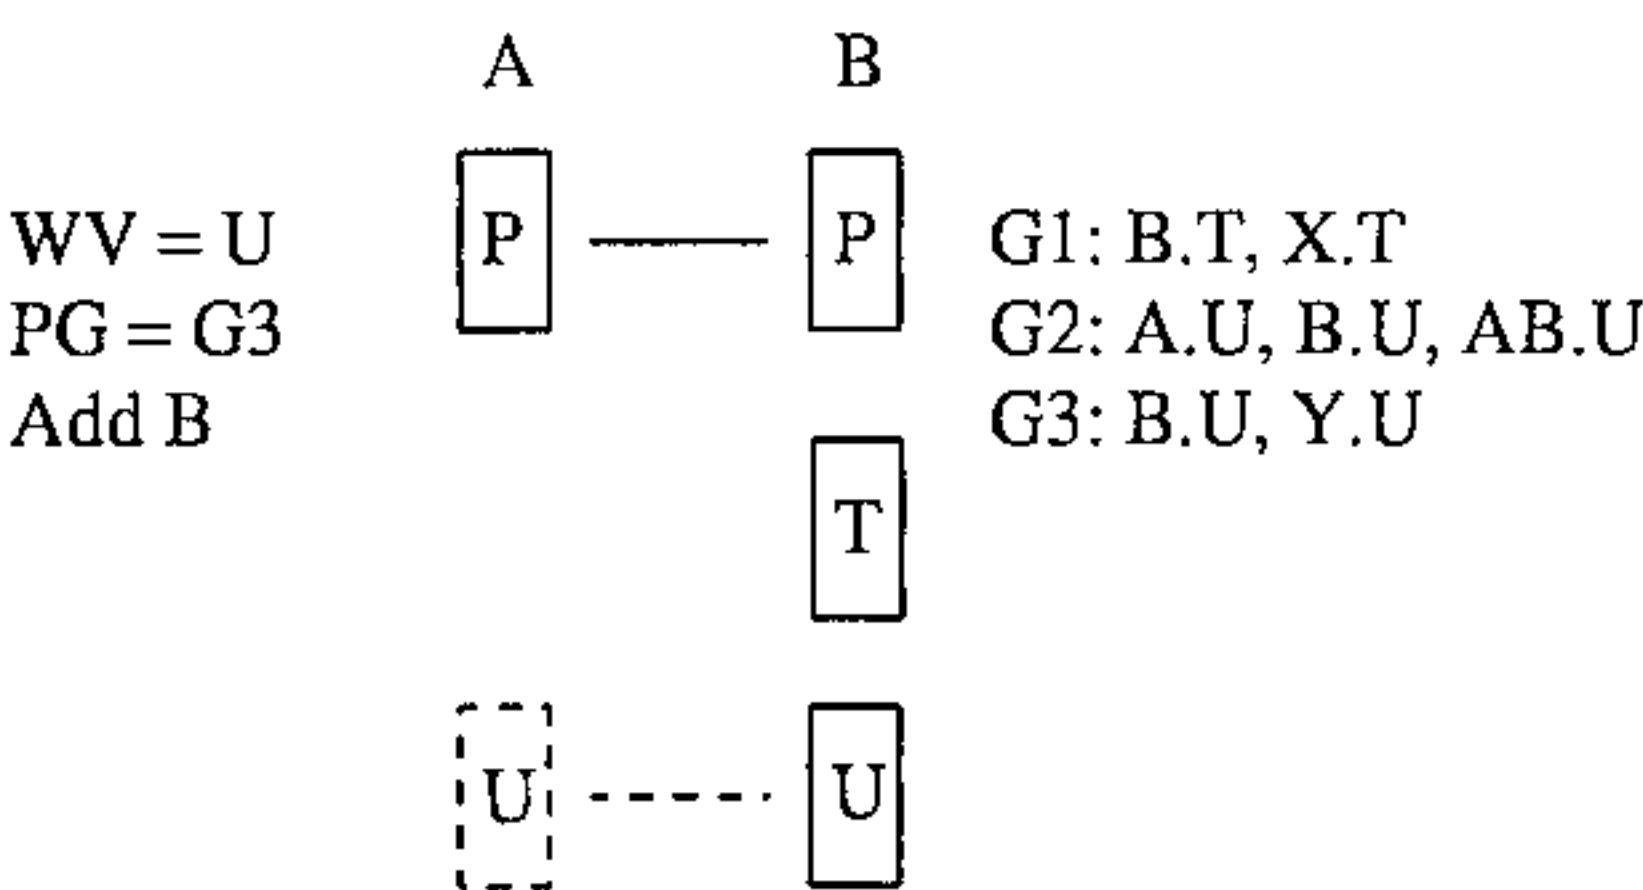 A B
WV = U
PG = G3
Add B
P P
G1: B.T, X.T
G2: A.U, B.U, AB.U
G3: B.U, Y.U
T
U U